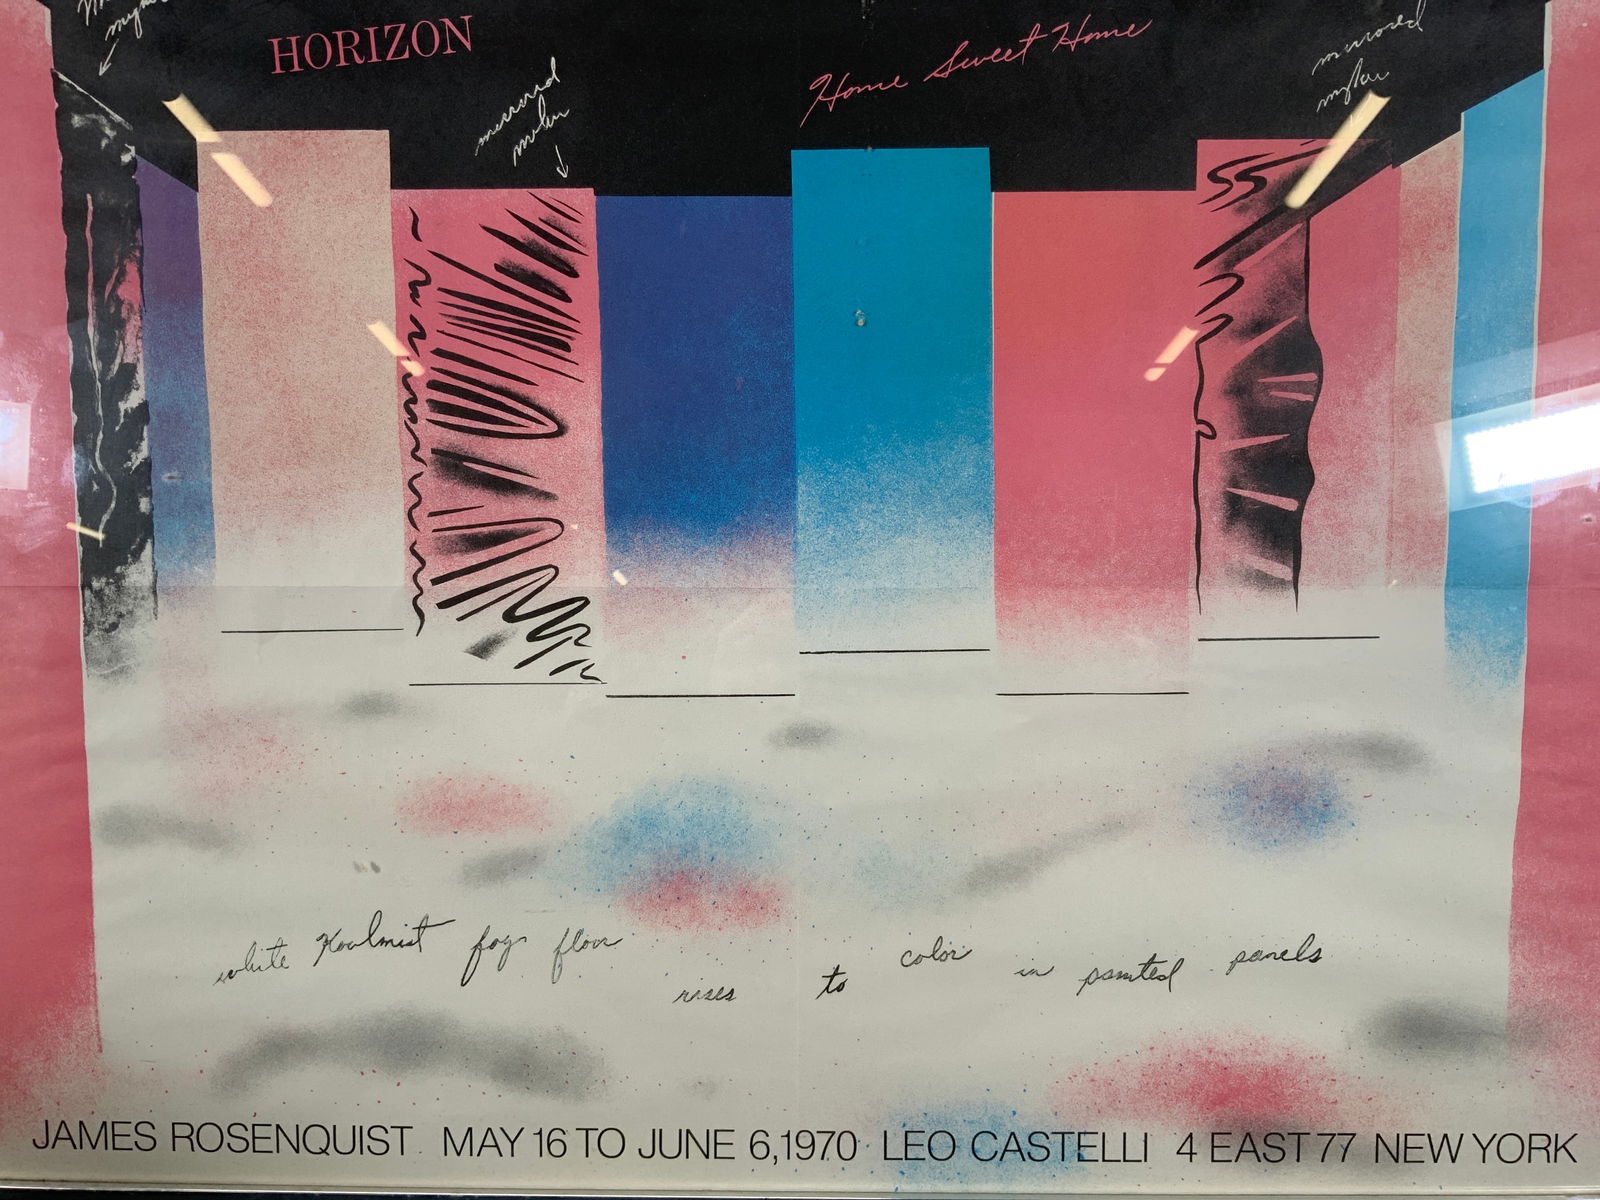 HORIZON
Home Sweet Home
mirrored
mylar
mirrored
mylar
white Koolmist fog floor
rises to color in painted panels
JAMES ROSENQUIST MAY 16 TO JUNE 6, 1970 LEO CASTELLI 4 EAST 77 NEW YORK